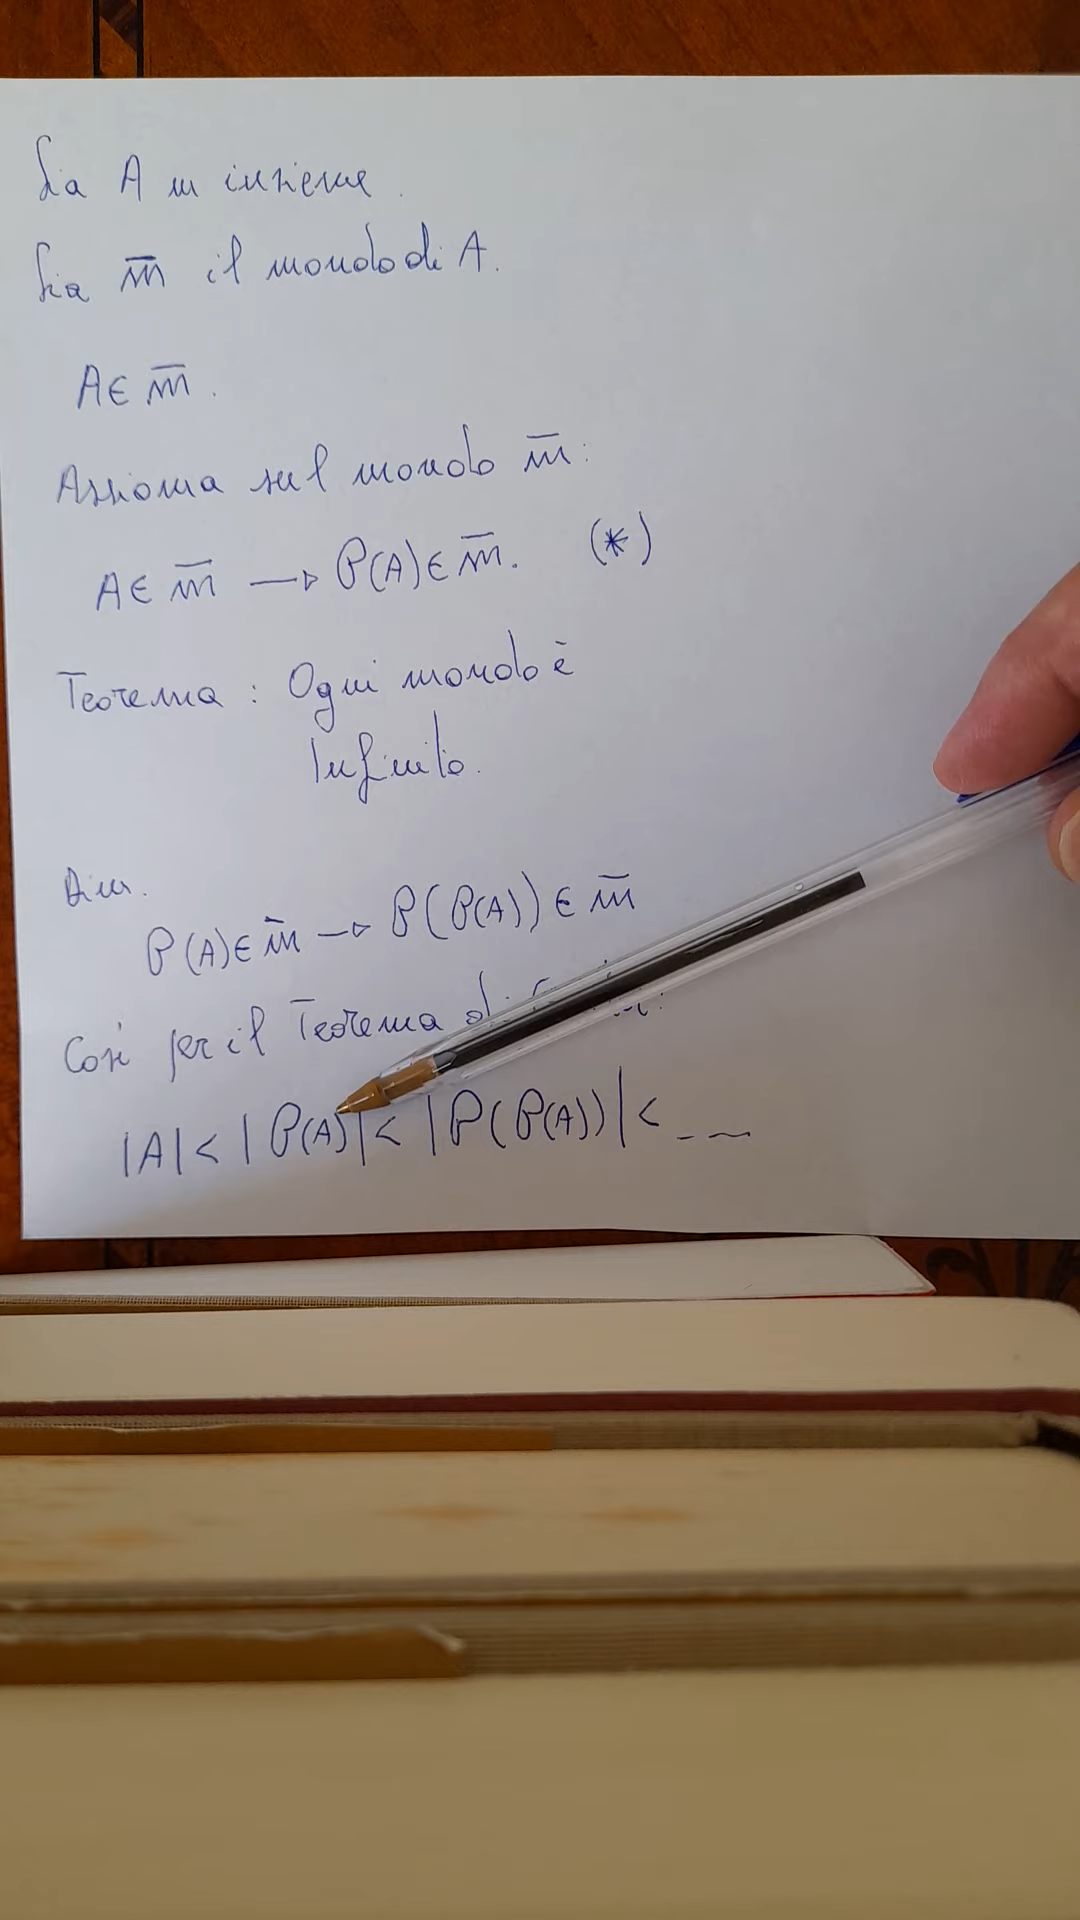 Sia A un insieme.
Sia m̅ il mondo di A.
A ∈ m̅.
Assioma sul mondo m̅:
A ∈ m̅ → P(A) ∈ m̅. (*)
Teorema: Ogni mondo è
Infinito.
Dim.
P(A) ∈ m̅ → P(P(A)) ∈ m̅
Così per il Teorema
|A| < |P(A)| < |P(P(A))| < ...